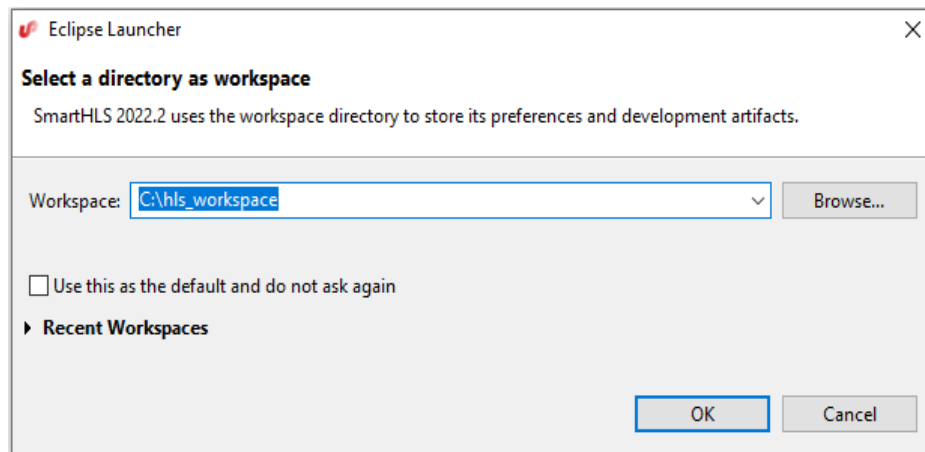 Eclipse Launcher
Select a directory as workspace
SmartHLS 2022.2 uses the workspace directory to store its preferences and development artifacts.
Workspace: C:\hls_workspace Browse...
Use this as the default and do not ask again
Recent Workspaces
OK Cancel